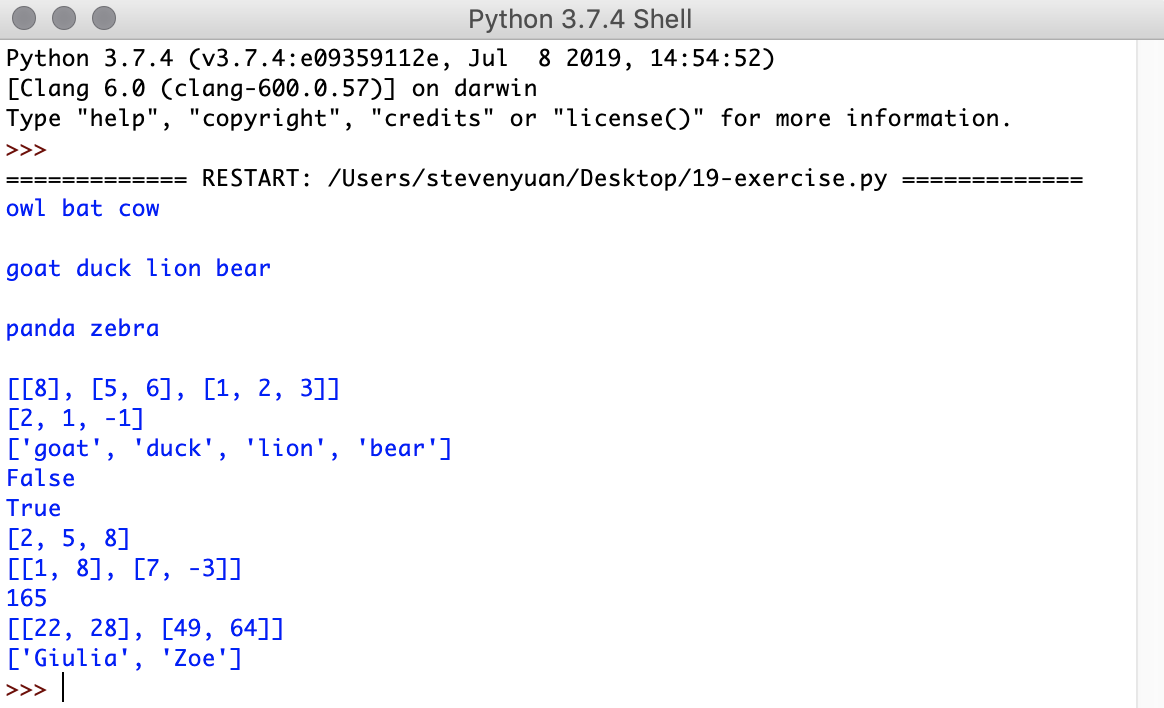 Python 3.7.4 Shell
Python 3.7.4 (v3.7.4:e09359112e, Jul  8 2019, 14:54:52)
[Clang 6.0 (clang-600.0.57)] on darwin
Type "help", "copyright", "credits" or "license()" for more information.
>>>
============= RESTART: /Users/stevenyuan/Desktop/19-exercise.py =============
owl bat cow
goat duck lion bear
panda zebra
[[8], [5, 6], [1, 2, 3]]
[2, 1, -1]
['goat', 'duck', 'lion', 'bear']
False
True
[2, 5, 8]
[[1, 8], [7, -3]]
165
[[22, 28], [49, 64]]
['Giulia', 'Zoe']
>>>